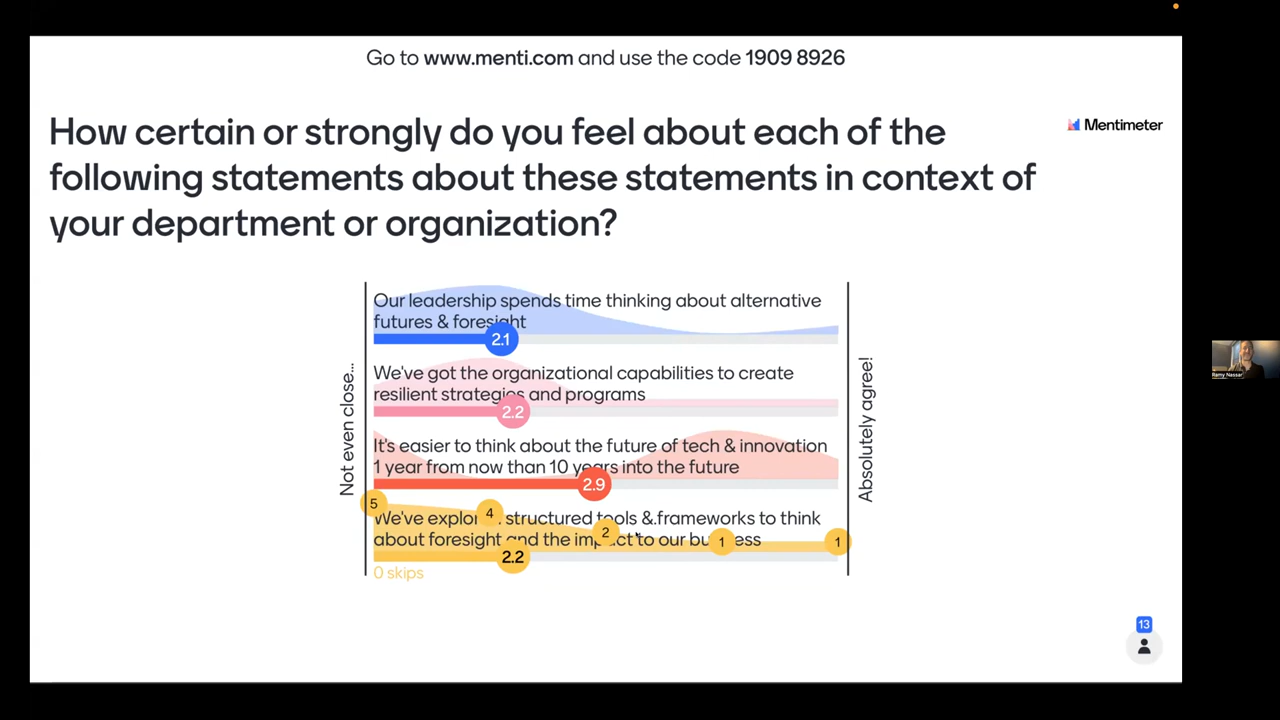 Go to www.menti.com and use the code 1909 8926
How certain or strongly do you feel about each of the
following statements about these statements in context of
your department or organization?
Mentimeter
Our leadership spends time thinking about alternative
futures & foresight
2.1
We've got the organizational capabilities to create
resilient strategies and programs
2.2
It's easier to think about the future of tech & innovation
1 year from now than 10 years into the future
2.9
5
4
2
1
1
We've explor structured tools & frameworks to think
about foresight and the impact to our business
2.2
0 skips
Not even close...
Absolutely agree!
13
Ramy Nassar